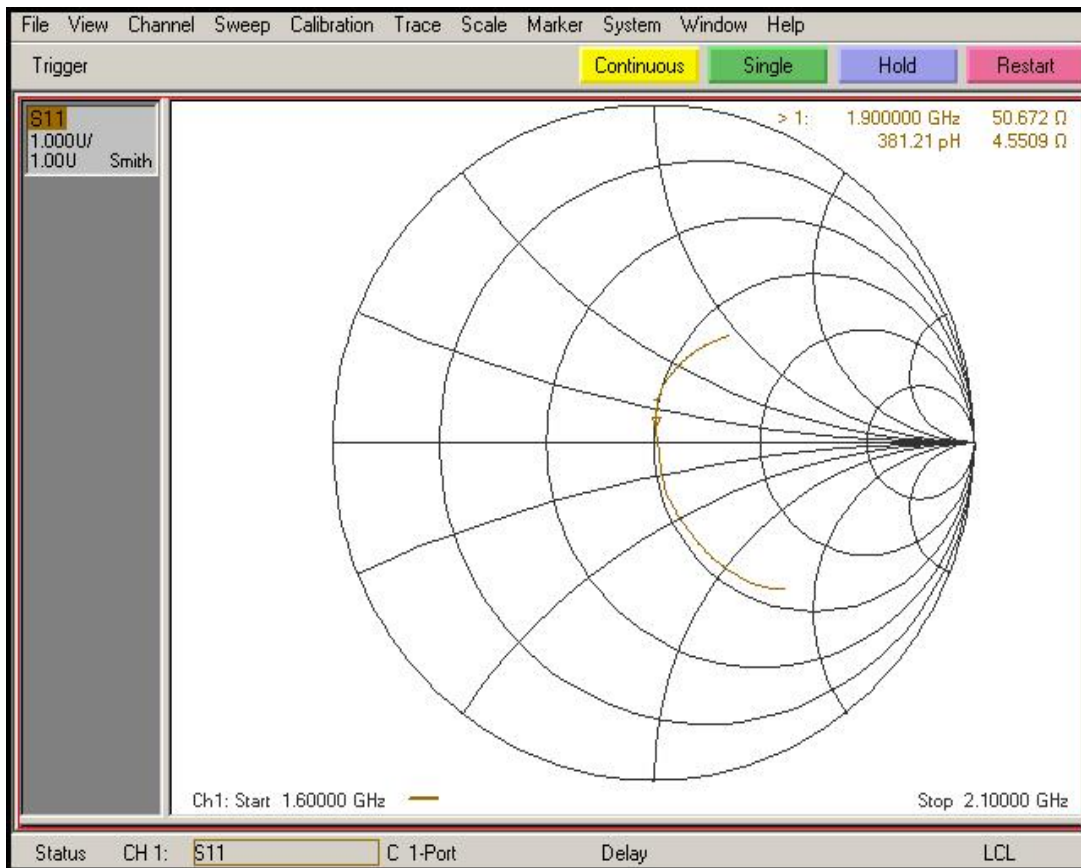 File View Channel Sweep Calibration Trace Scale Marker System Window Help
Trigger Continuous Single Hold Restart
S11
1.000U/
1.00U Smith
> 1: 1.900000 GHz 50.672 Ω
381.21 pH 4.5509 Ω
Ch1: Start 1.60000 GHz Stop 2.10000 GHz
Status CH 1: S11 C 1-Port Delay LCL